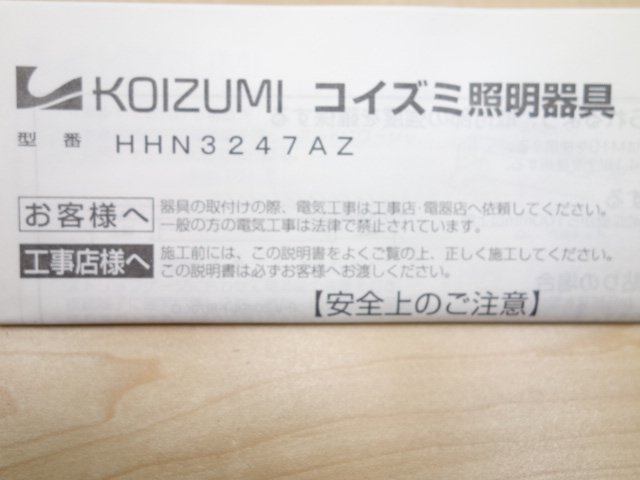 KOIZUMI コイズミ照明器具
型番 HHN3247AZ
お客様へ 器具の取付けの際、電気工事は工事店・電器店へ依頼してください。
一般の方の電気工事は法律で禁止されています。
工事店様へ 施工前には、この説明書をよくご覧の上、正しく施工してください。
この説明書は必ずお客様へお渡しください。
【安全上のご注意】